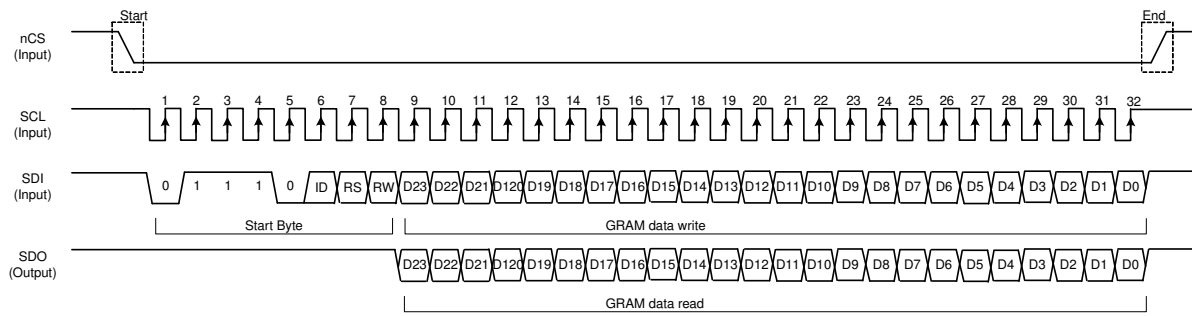 Start End
nCS
(Input)
1 2 3 4 5 6 7 8 9 10 11 12 13 14 15 16 17 18 19 20 21 22 23 24 25 26 27 28 29 30 31 32
SCL
(Input)
SDI
(Input)
0 1 1 1 0 ID RS RW D23 D22 D21 D120 D19 D18 D17 D16 D15 D14 D13 D12 D11 D10 D9 D8 D7 D6 D5 D4 D3 D2 D1 D0
Start Byte GRAM data write
SDO
(Output)
D23 D22 D21 D120 D19 D18 D17 D16 D15 D14 D13 D12 D11 D10 D9 D8 D7 D6 D5 D4 D3 D2 D1 D0
GRAM data read